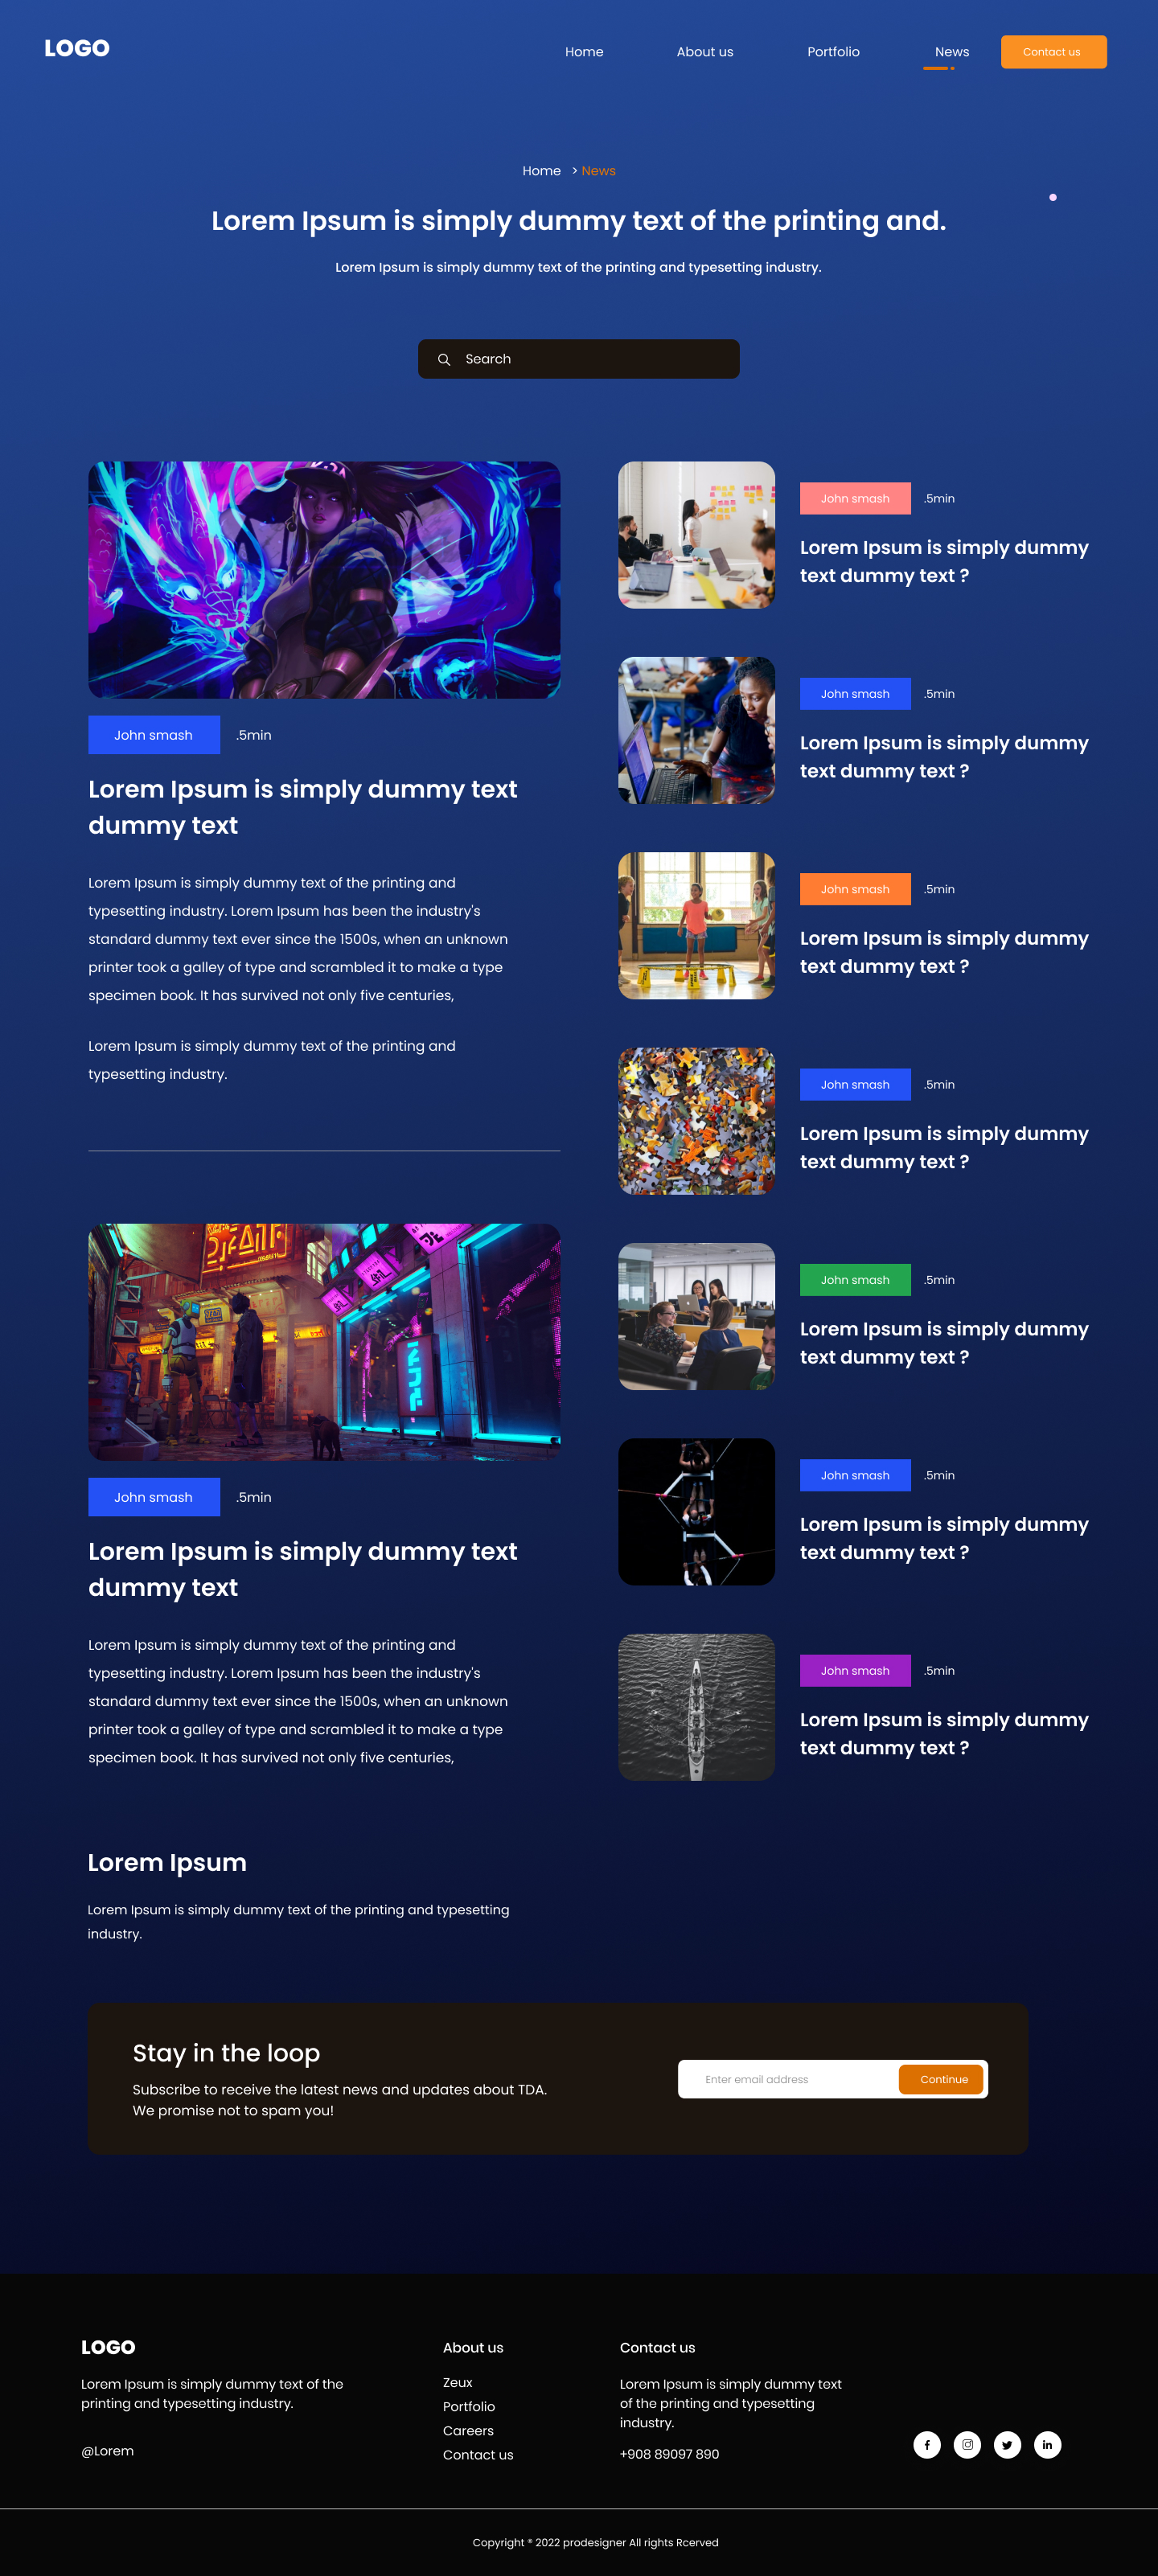 LOGO
Home
About us
Portfolio
News
Contact us
Home > News
Lorem Ipsum is simply dummy text of the printing and.
Lorem Ipsum is simply dummy text of the printing and typesetting industry.
Search
John smash
.5min
Lorem Ipsum is simply dummy text
dummy text
Lorem Ipsum is simply dummy text of the printing and
typesetting industry. Lorem Ipsum has been the industry's
standard dummy text ever since the 1500s, when an unknown
printer took a galley of type and scrambled it to make a type
specimen book. It has survived not only five centuries,
Lorem Ipsum is simply dummy text of the printing and
typesetting industry.
John smash
.5min
Lorem Ipsum is simply dummy text
dummy text
Lorem Ipsum is simply dummy text of the printing and
typesetting industry. Lorem Ipsum has been the industry's
standard dummy text ever since the 1500s, when an unknown
printer took a galley of type and scrambled it to make a type
specimen book. It has survived not only five centuries,
John smash
.5min
Lorem Ipsum is simply dummy
text dummy text ?
John smash
.5min
Lorem Ipsum is simply dummy
text dummy text ?
John smash
.5min
Lorem Ipsum is simply dummy
text dummy text ?
John smash
.5min
Lorem Ipsum is simply dummy
text dummy text ?
John smash
.5min
Lorem Ipsum is simply dummy
text dummy text ?
John smash
.5min
Lorem Ipsum is simply dummy
text dummy text ?
John smash
.5min
Lorem Ipsum is simply dummy
text dummy text ?
Lorem Ipsum
Lorem Ipsum is simply dummy text of the printing and typesetting
industry.
Stay in the loop
Subscribe to receive the latest news and updates about TDA.
We promise not to spam you!
Enter email address
Continue
LOGO
Lorem Ipsum is simply dummy text of the
printing and typesetting industry.
@Lorem
About us
Zeux
Portfolio
Careers
Contact us
Contact us
Lorem Ipsum is simply dummy text
of the printing and typesetting
industry.
+908 89097 890
Copyright ® 2022 prodesigner All rights Rcerved